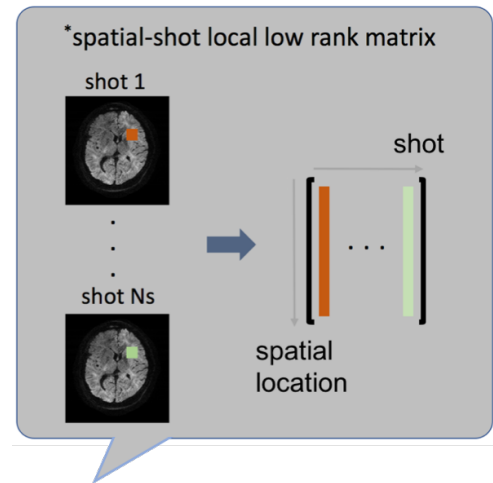 *spatial-shot local low rank matrix
shot 1
.
.
.
shot Ns
shot
. . .
spatial
location